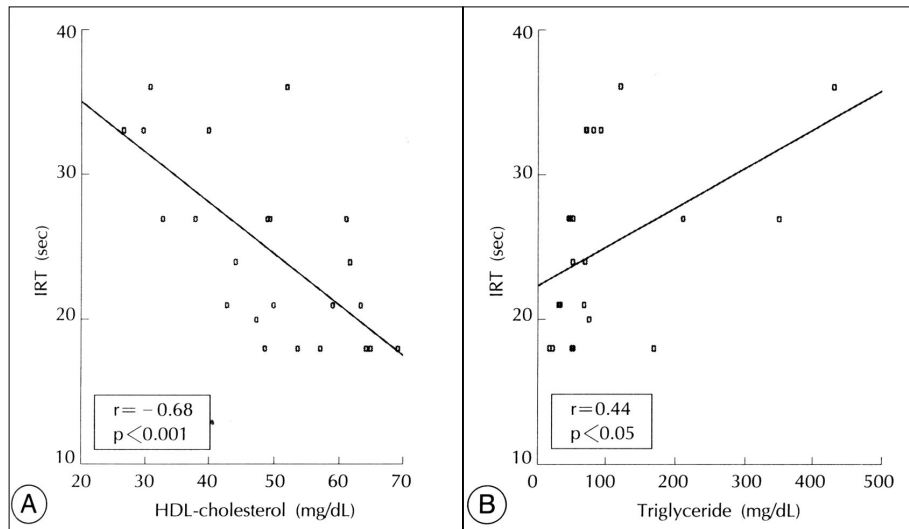 40
30
20
10
IRT (sec)
r= −0.68
p<0.001
20 30 40 50 60 70
HDL-cholesterol (mg/dL)
A
40
30
20
10
IRT (sec)
r=0.44
p<0.05
0 100 200 300 400 500
Triglyceride (mg/dL)
B